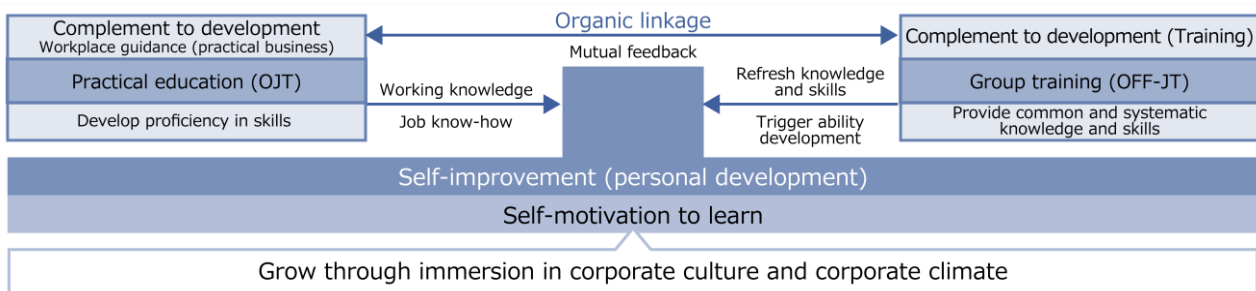 Complement to development
Workplace guidance (practical business)
Practical education (OJT)
Develop proficiency in skills
Organic linkage
Mutual feedback
Working knowledge
Job know-how
Refresh knowledge
and skills
Trigger ability
development
Complement to development (Training)
Group training (OFF-JT)
Provide common and systematic
knowledge and skills
Self-improvement (personal development)
Self-motivation to learn
Grow through immersion in corporate culture and corporate climate